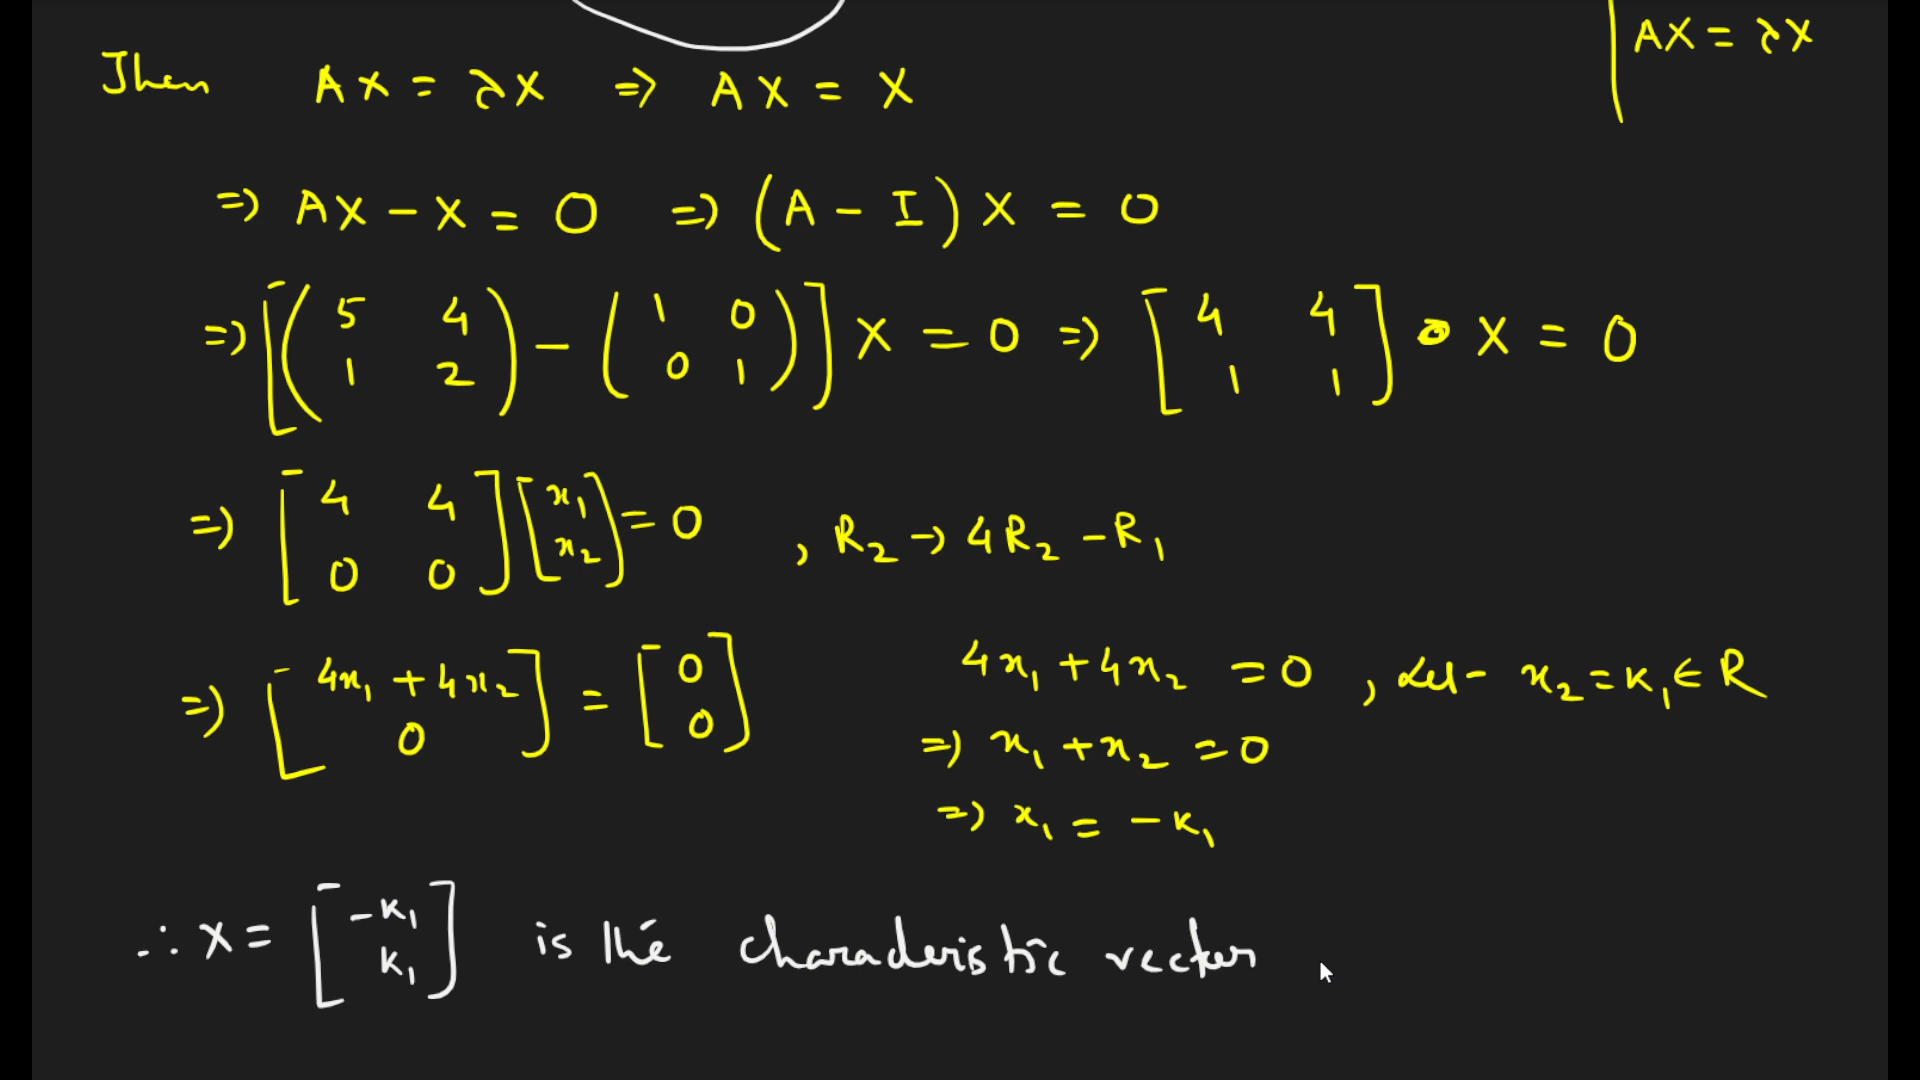 AX = λX
Then AX = λX ⇒ AX = X
⇒ AX - X = 0 ⇒ (A - I) X = 0
⇒ [(5 4 1 2) - (1 0 0 1)] X = 0 ⇒ [4 4 1 1] X = 0
⇒ [4 4 0 0] [x₁ x₂] = 0 , R₂ → 4R₂ - R₁
⇒ [4x₁ + 4x₂ 0] = [0 0]
4x₁ + 4x₂ = 0 , Let x₂ = k₁ ∈ R
⇒ x₁ + x₂ = 0
⇒ x₁ = -k₁
∴ X = [-k₁ k₁] is the characteristic vector